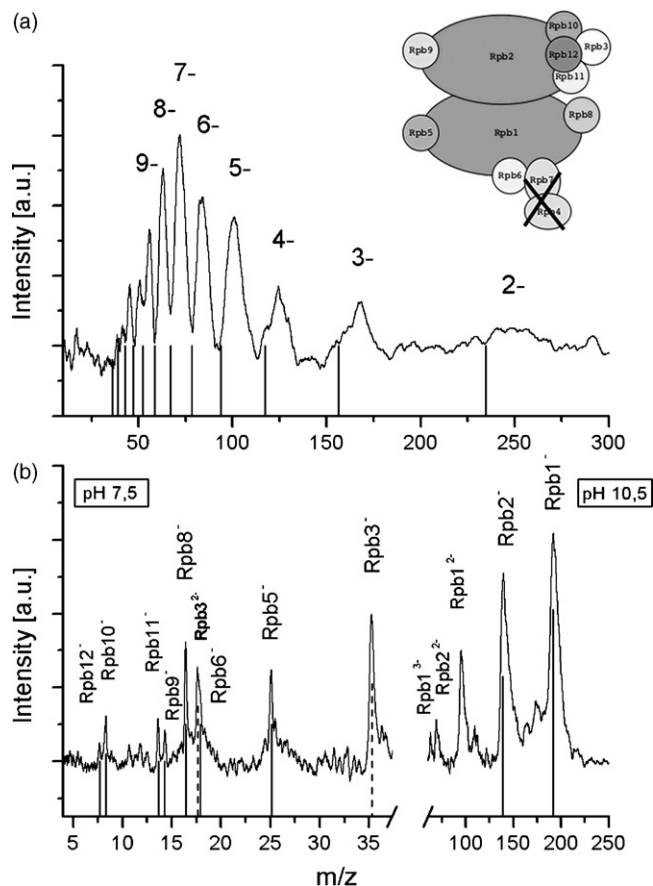 (a)
Intensity [a.u.]
9-
8-
7-
6-
5-
4-
3-
2-
Rpb9
Rpb2
Rpb10
Rpb12
Rpb3
Rpb11
Rpb5
Rpb1
Rpb8
Rpb6
Rpb7
Rpb4
50 100 150 200 250 300
(b)
pH 7,5
pH 10,5
Intensity [a.u.]
Rpb12⁻
Rpb10⁻
Rpb11⁻
Rpb9⁻
Rpb8⁻
Rpb3²⁻
Rpb6⁻
Rpb5⁻
Rpb3⁻
Rpb1³⁻
Rpb2²⁻
Rpb1²⁻
Rpb2⁻
Rpb1⁻
5 10 15 20 25 30 35 100 150 200 250
m/z